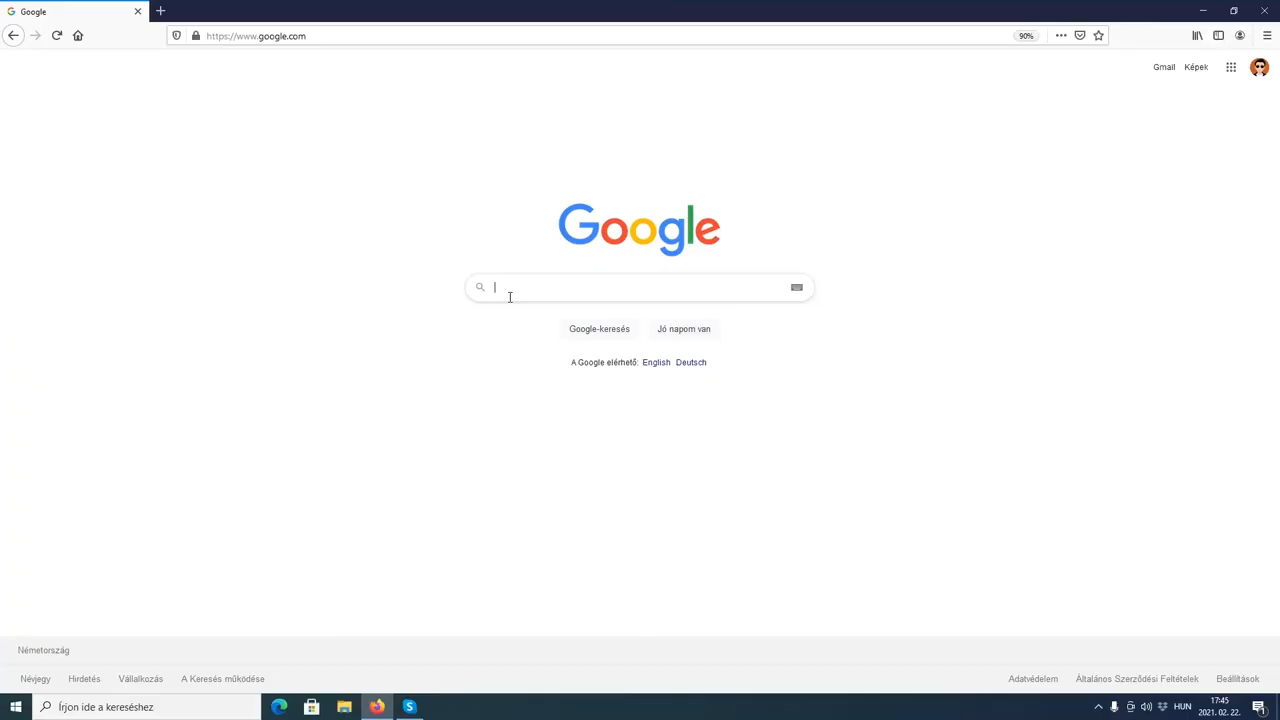 Google
https://www.google.com
90%
Gmail Képek
Google
Google-keresés Jó napom van
A Google elérhető: English Deutsch
Németország
Névjegy Hirdetés Vállalkozás A Keresés működése Adatvédelem Általános Szerződési Feltételek Beállítások
Írjon ide a kereséshez
HUN
17:45
2021. 02. 22.